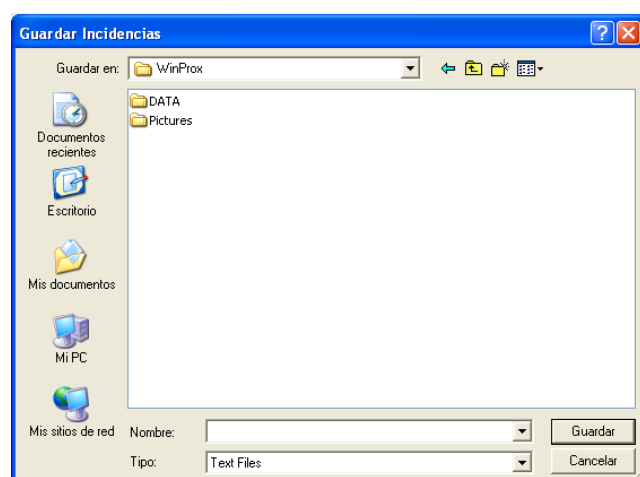 Guardar Incidencias
Guardar en:
WinProx
DATA
Pictures
Documentos
recientes
Escritorio
Mis documentos
Mi PC
Mis sitios de red
Nombre:
Guardar
Tipo:
Text Files
Cancelar